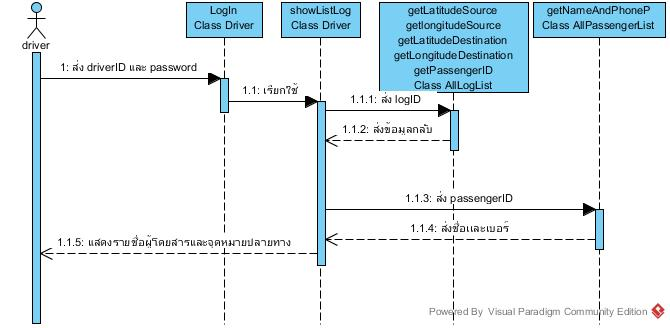 LogIn
Class Driver
showListLog
Class Driver
getLatitudeSource
getlongitudeSource
getLatitudeDestination
getLongitudeDestination
getPassengerID
Class AllLogList
getNameAndPhoneP
Class AllPassengerList
driver
1: ส่ง driverID และ password
1.1: เรียกใช้
1.1.1: ส่ง logID
1.1.2: ส่งข้อมูลกลับ
1.1.3: ส่ง passengerID
1.1.4: ส่งชื่อและเบอร์
1.1.5: แสดงรายชื่อผู้โดยสารและจุดหมายปลายทาง
Powered By Visual Paradigm Community Edition